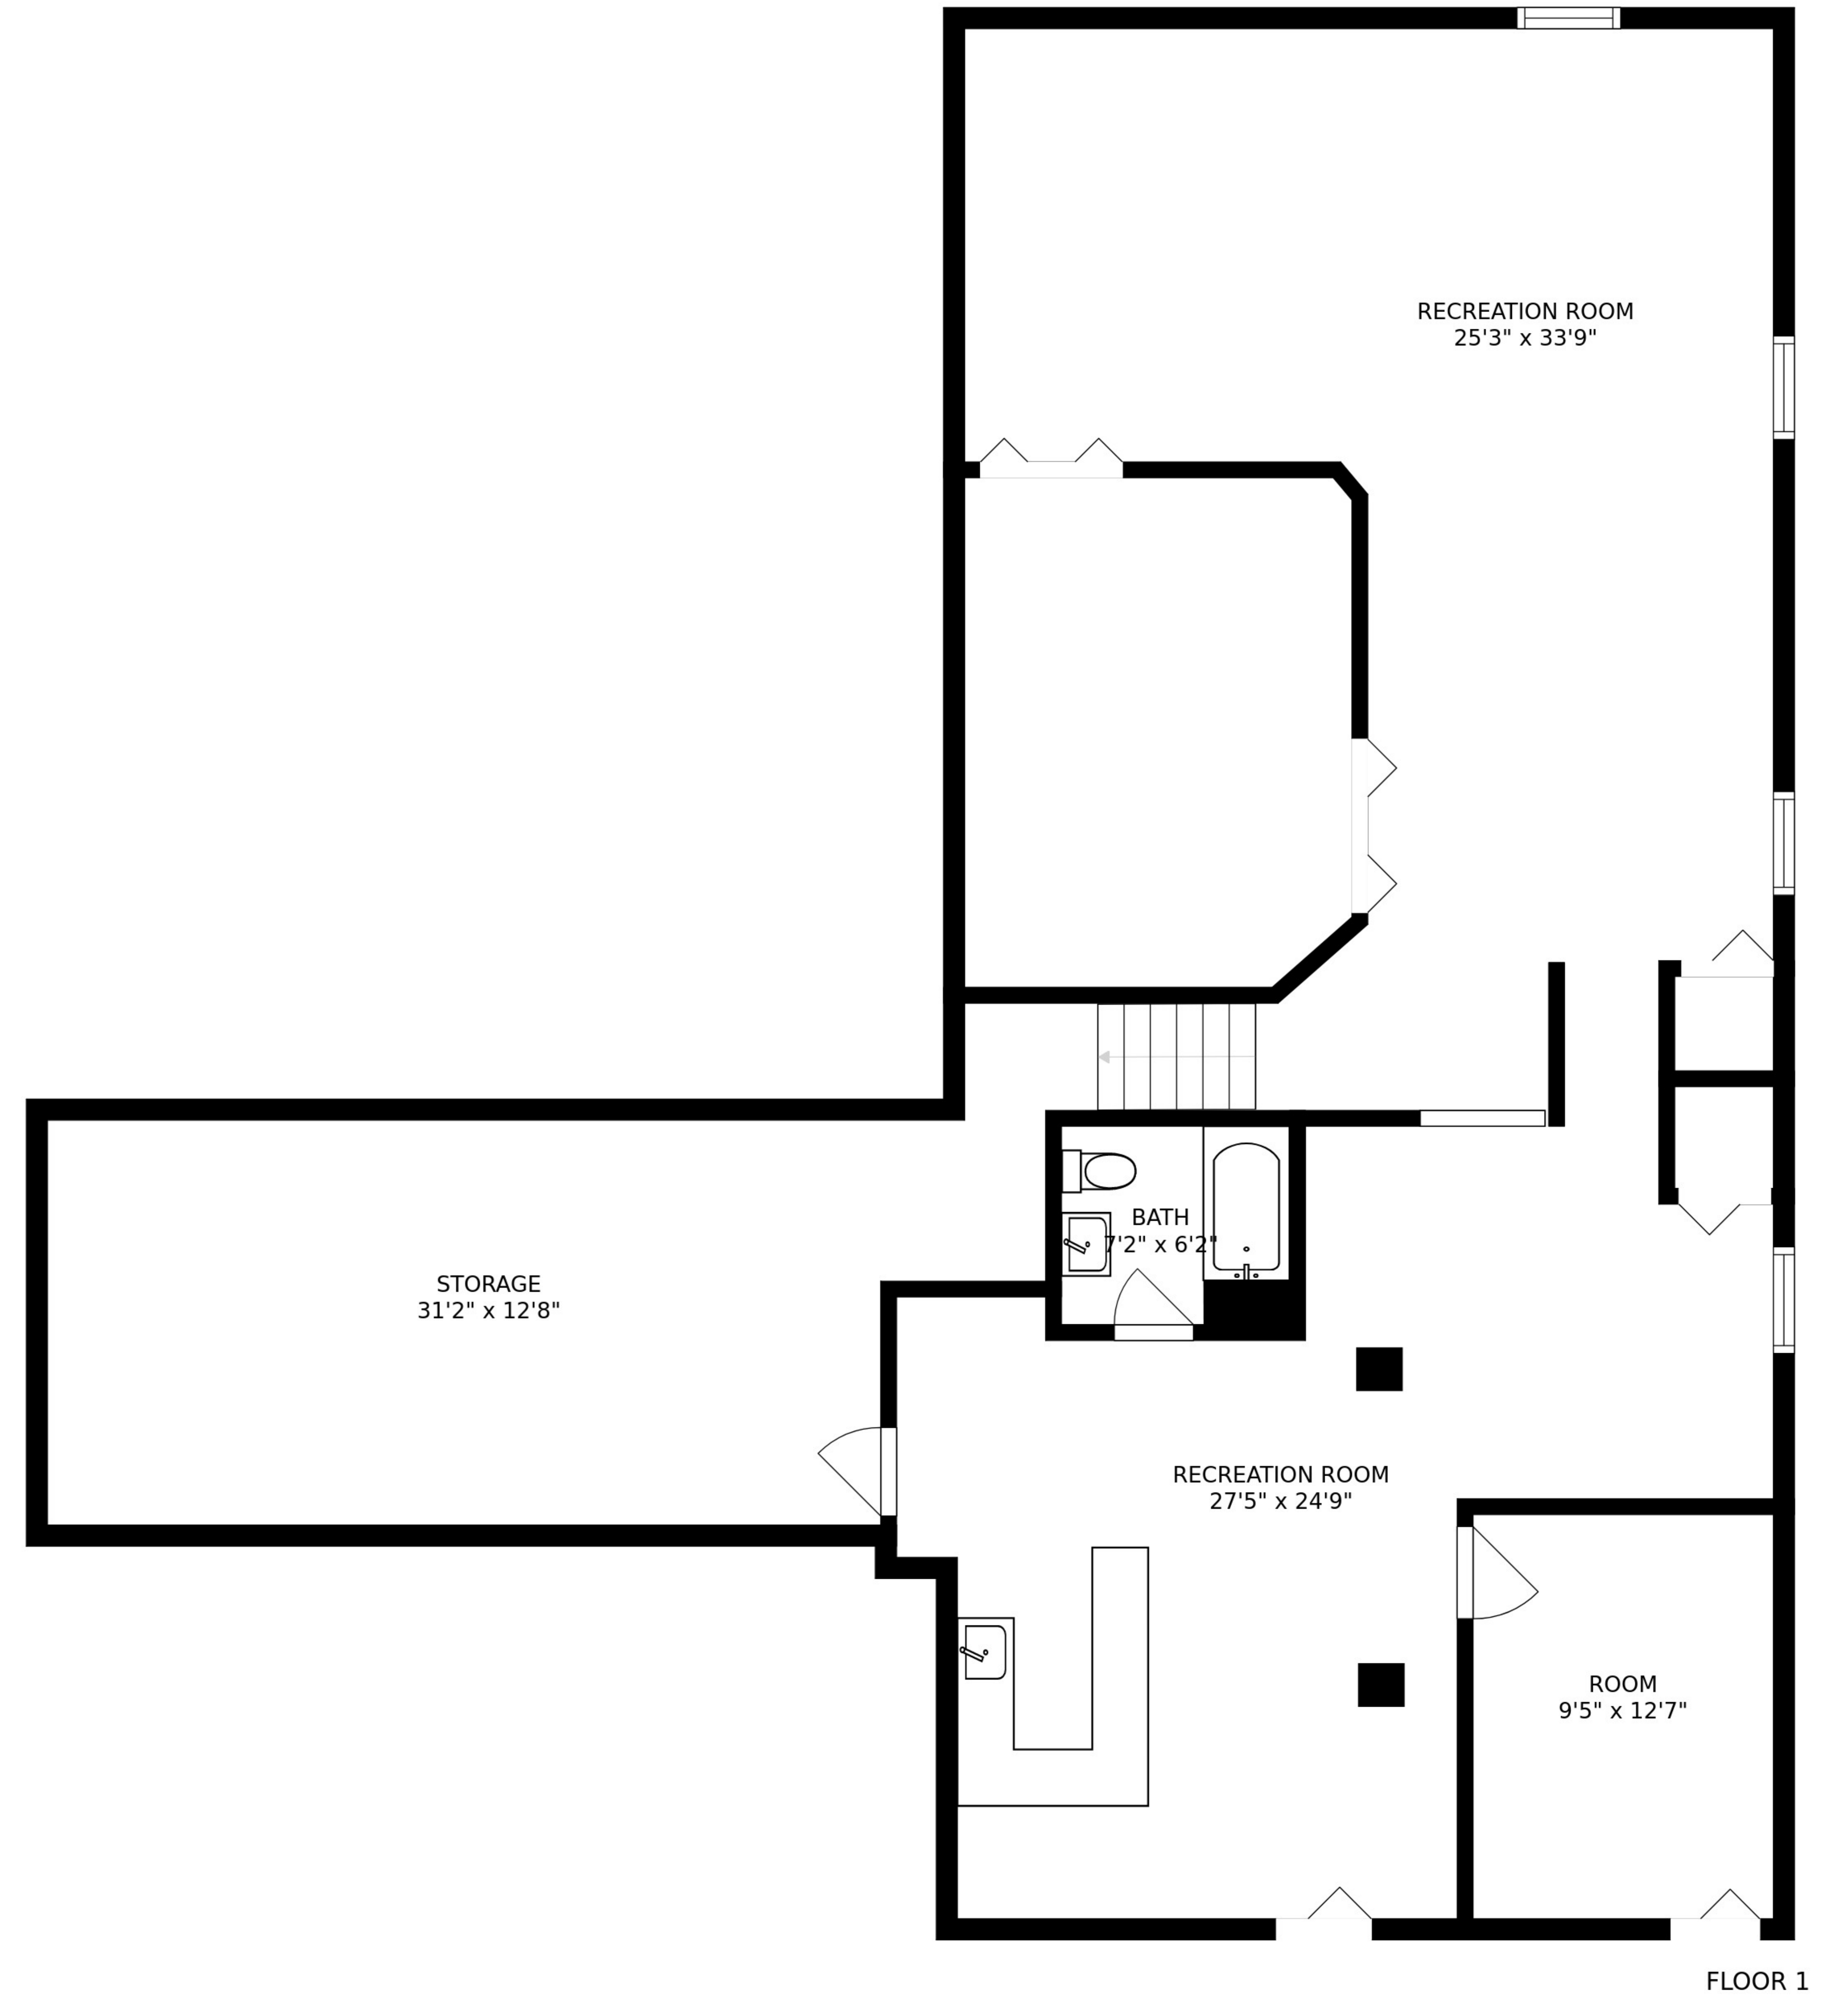 RECREATION ROOM
25'3" x 33'9"
BATH
7'2" x 6'2"
STORAGE
31'2" x 12'8"
RECREATION ROOM
27'5" x 24'9"
ROOM
9'5" x 12'7"
FLOOR 1